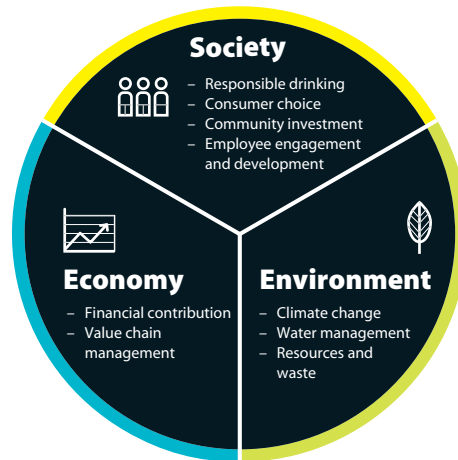 Society
– Responsible drinking
– Consumer choice
– Community investment
– Employee engagement
and development
Economy
– Financial contribution
– Value chain
management
Environment
– Climate change
– Water management
– Resources and
waste